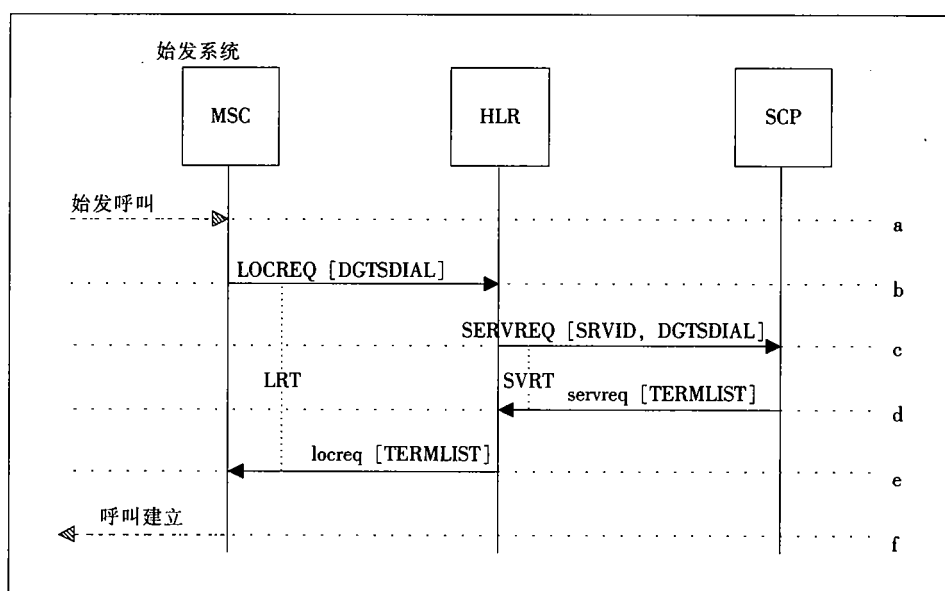 始发系统
MSC
HLR
SCP
始发呼叫
a
LOCREQ [DGTSDIAL]
b
SERVREQ [SRVID, DGTSDIAL]
c
LRT
SVRT
servreq [TERMLIST]
d
locreq [TERMLIST]
e
呼叫建立
f